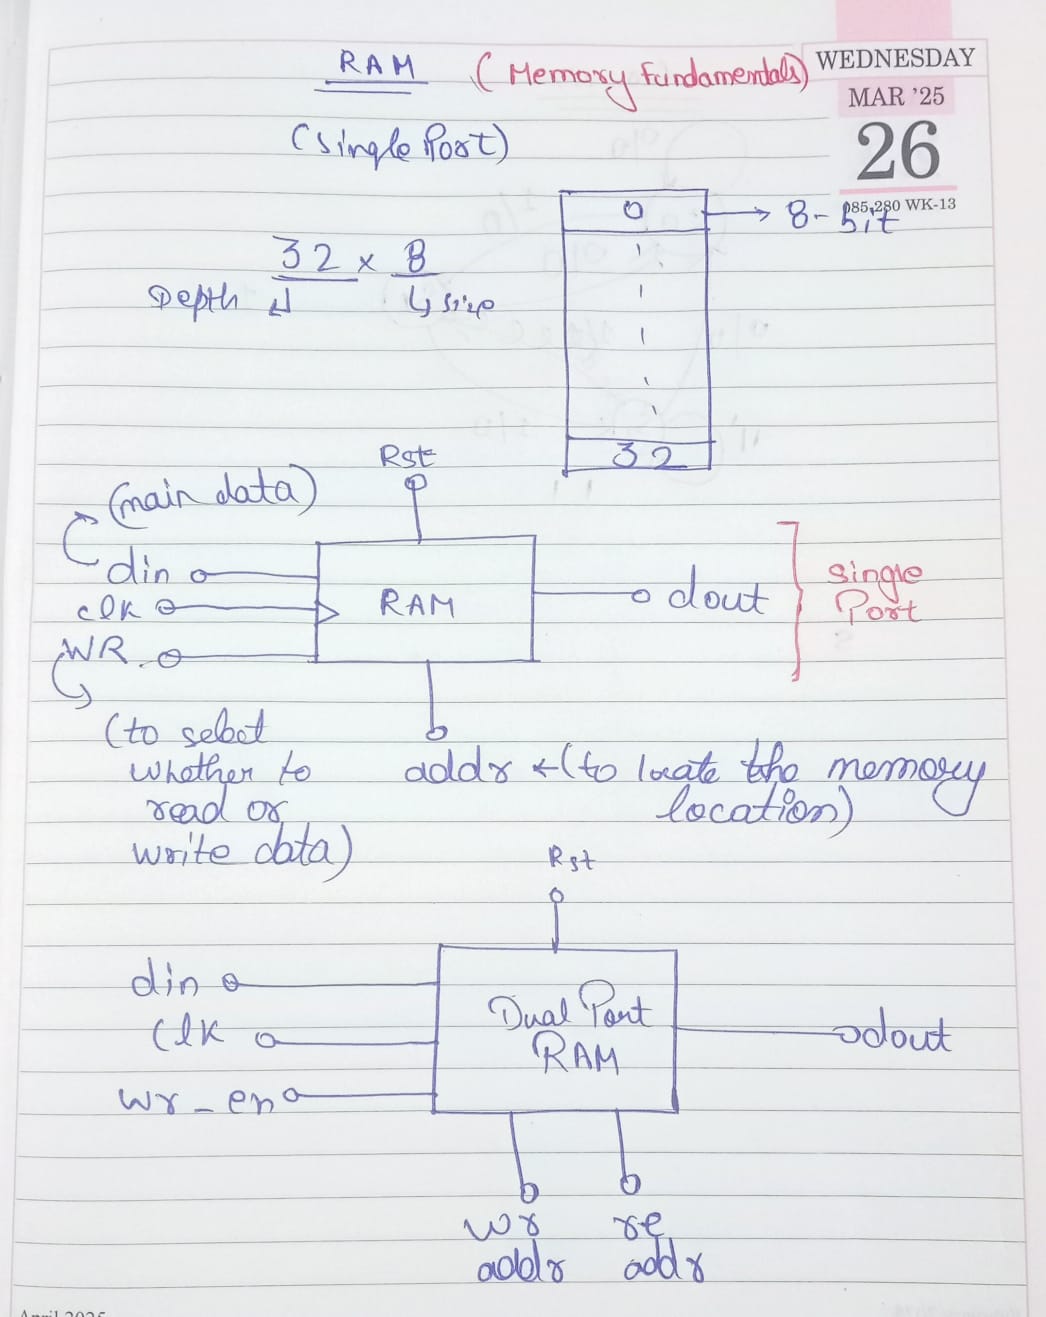 RAM (Memory Fundamentals)
WEDNESDAY
MAR '25
26
085-280 WK-13
(Single Port)
0 → 8-bit
32 x 8
Depth ↲ ↳ size
32
Rst
(main data)
din
clk
WR
RAM
dout
Single
Port
(to select
whether to
read or
write data)
addr ← (to locate the memory
location)
Rst
din
Clk
wr_en
Dual Port
RAM
dout
wr re
addr addr
April 2025